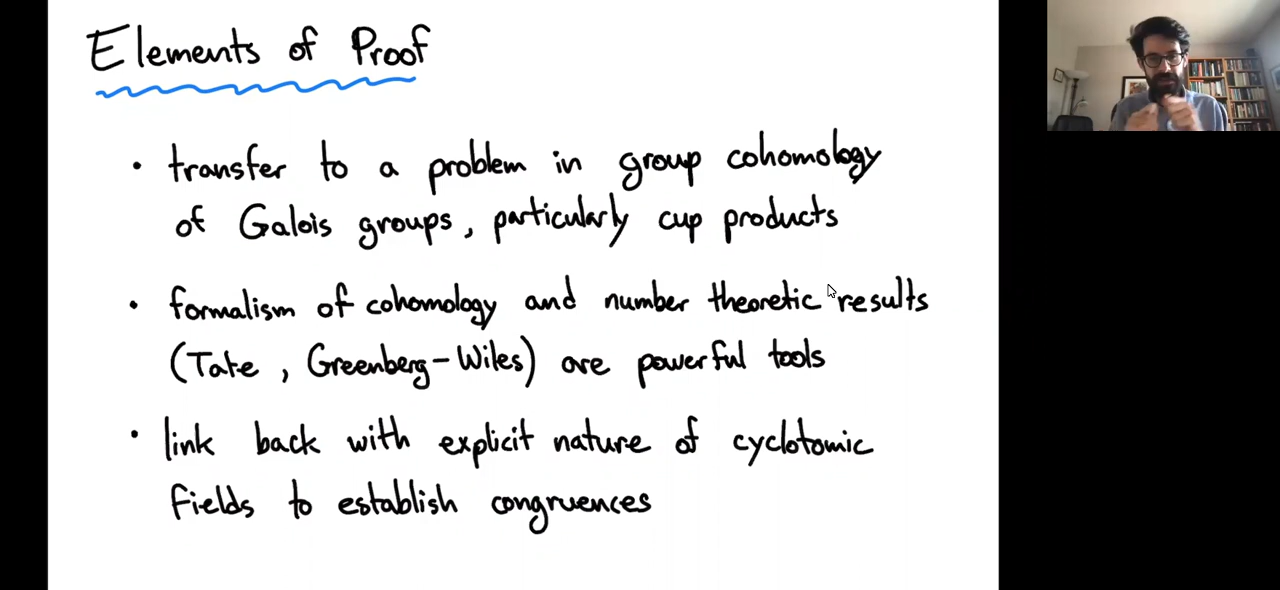 Elements of Proof
• transfer to a problem in group cohomology
of Galois groups, particularly cup products
• formalism of cohomology and number theoretic results
(Tate, Greenberg-Wiles) are powerful tools
• link back with explicit nature of cyclotomic
fields to establish congruences